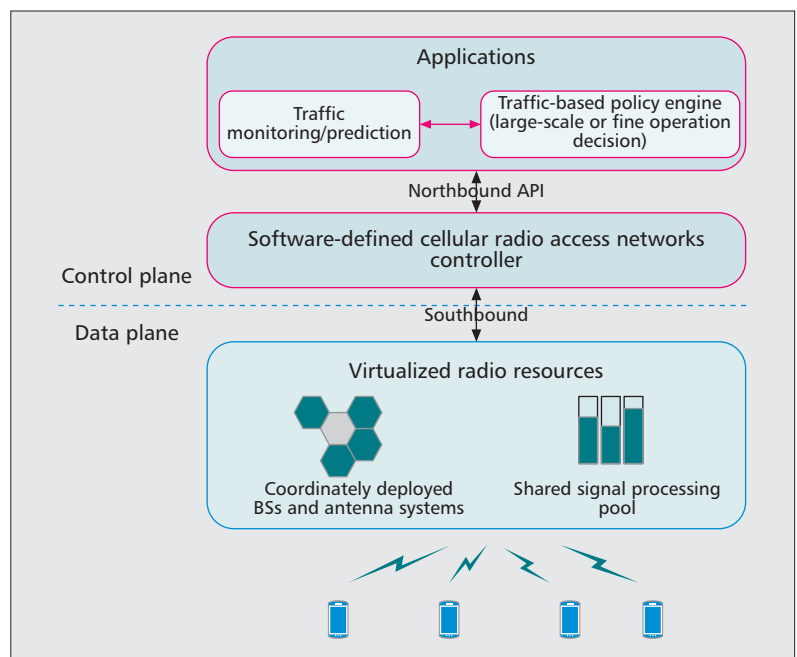 Applications
Traffic
monitoring/prediction
Traffic-based policy engine
(large-scale or fine operation
decision)
Northbound API
Software-defined cellular radio access networks
controller
Control plane
Southbound
Data plane
Virtualized radio resources
Coordinately deployed
BSs and antenna systems
Shared signal processing
pool